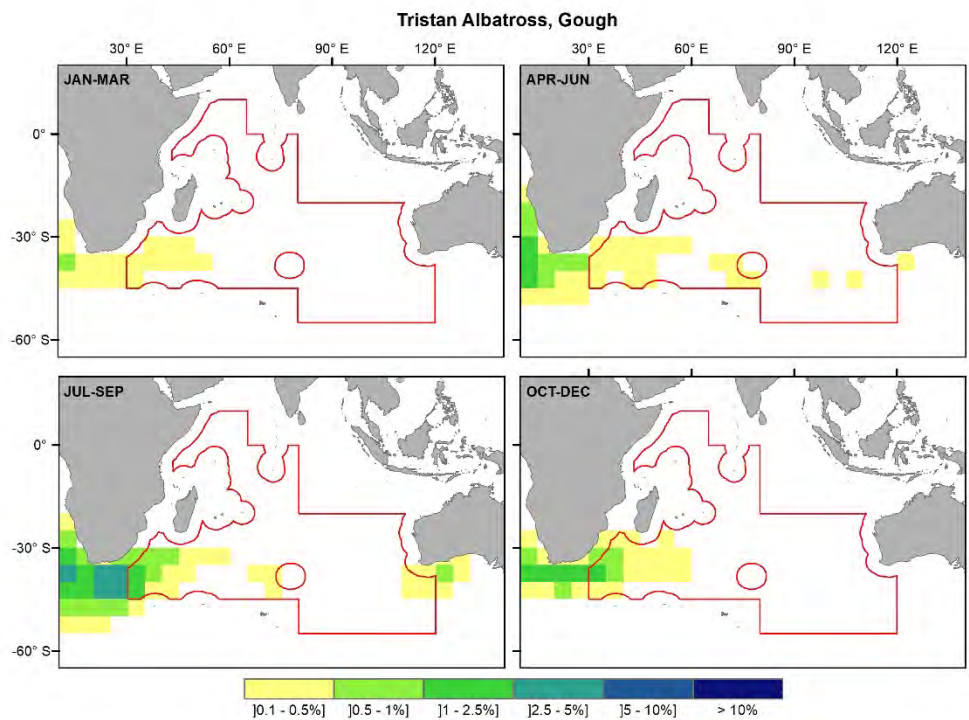 Tristan Albatross, Gough
30° E 60° E 90° E 120° E 30° E 60° E 90° E 120° E
JAN-MAR APR-JUN
0°
-30° S
-60° S
JUL-SEP OCT-DEC
0°
-30° S
-60° S
]0.1 - 0.5%] ]0.5 - 1%] ]1 - 2.5%] ]2.5 - 5%] ]5 - 10%] > 10%